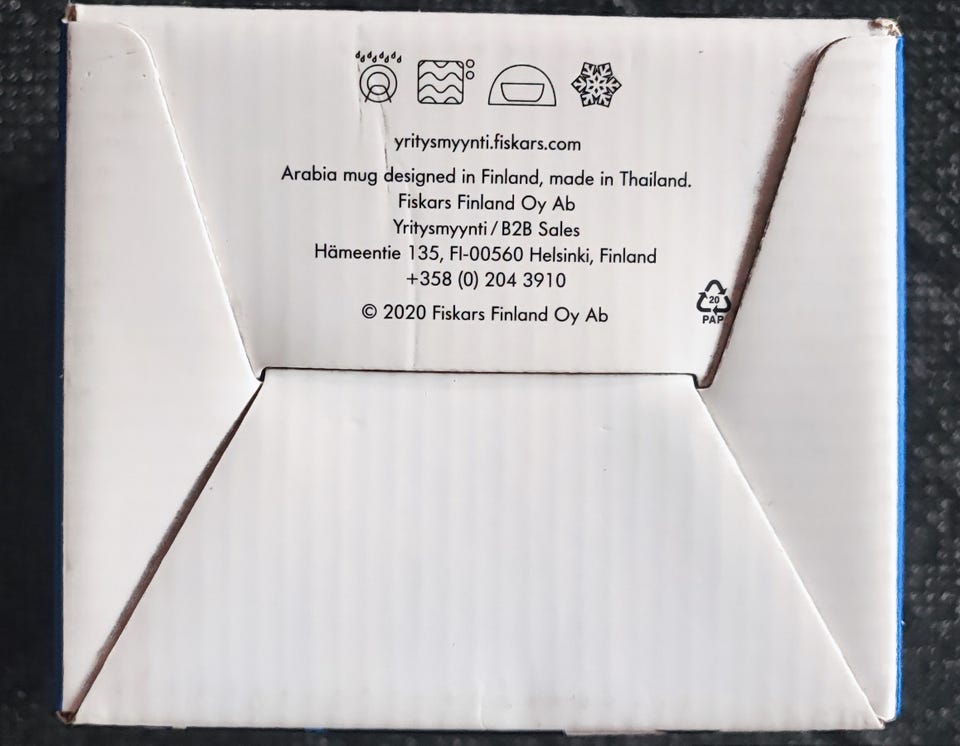 yritysmyynti.fiskars.com
Arabia mug designed in Finland, made in Thailand.
Fiskars Finland Oy Ab
Yritysmyynti / B2B Sales
Hämeentie 135, FI-00560 Helsinki, Finland
+358 (0) 204 3910
20
PAP
© 2020 Fiskars Finland Oy Ab